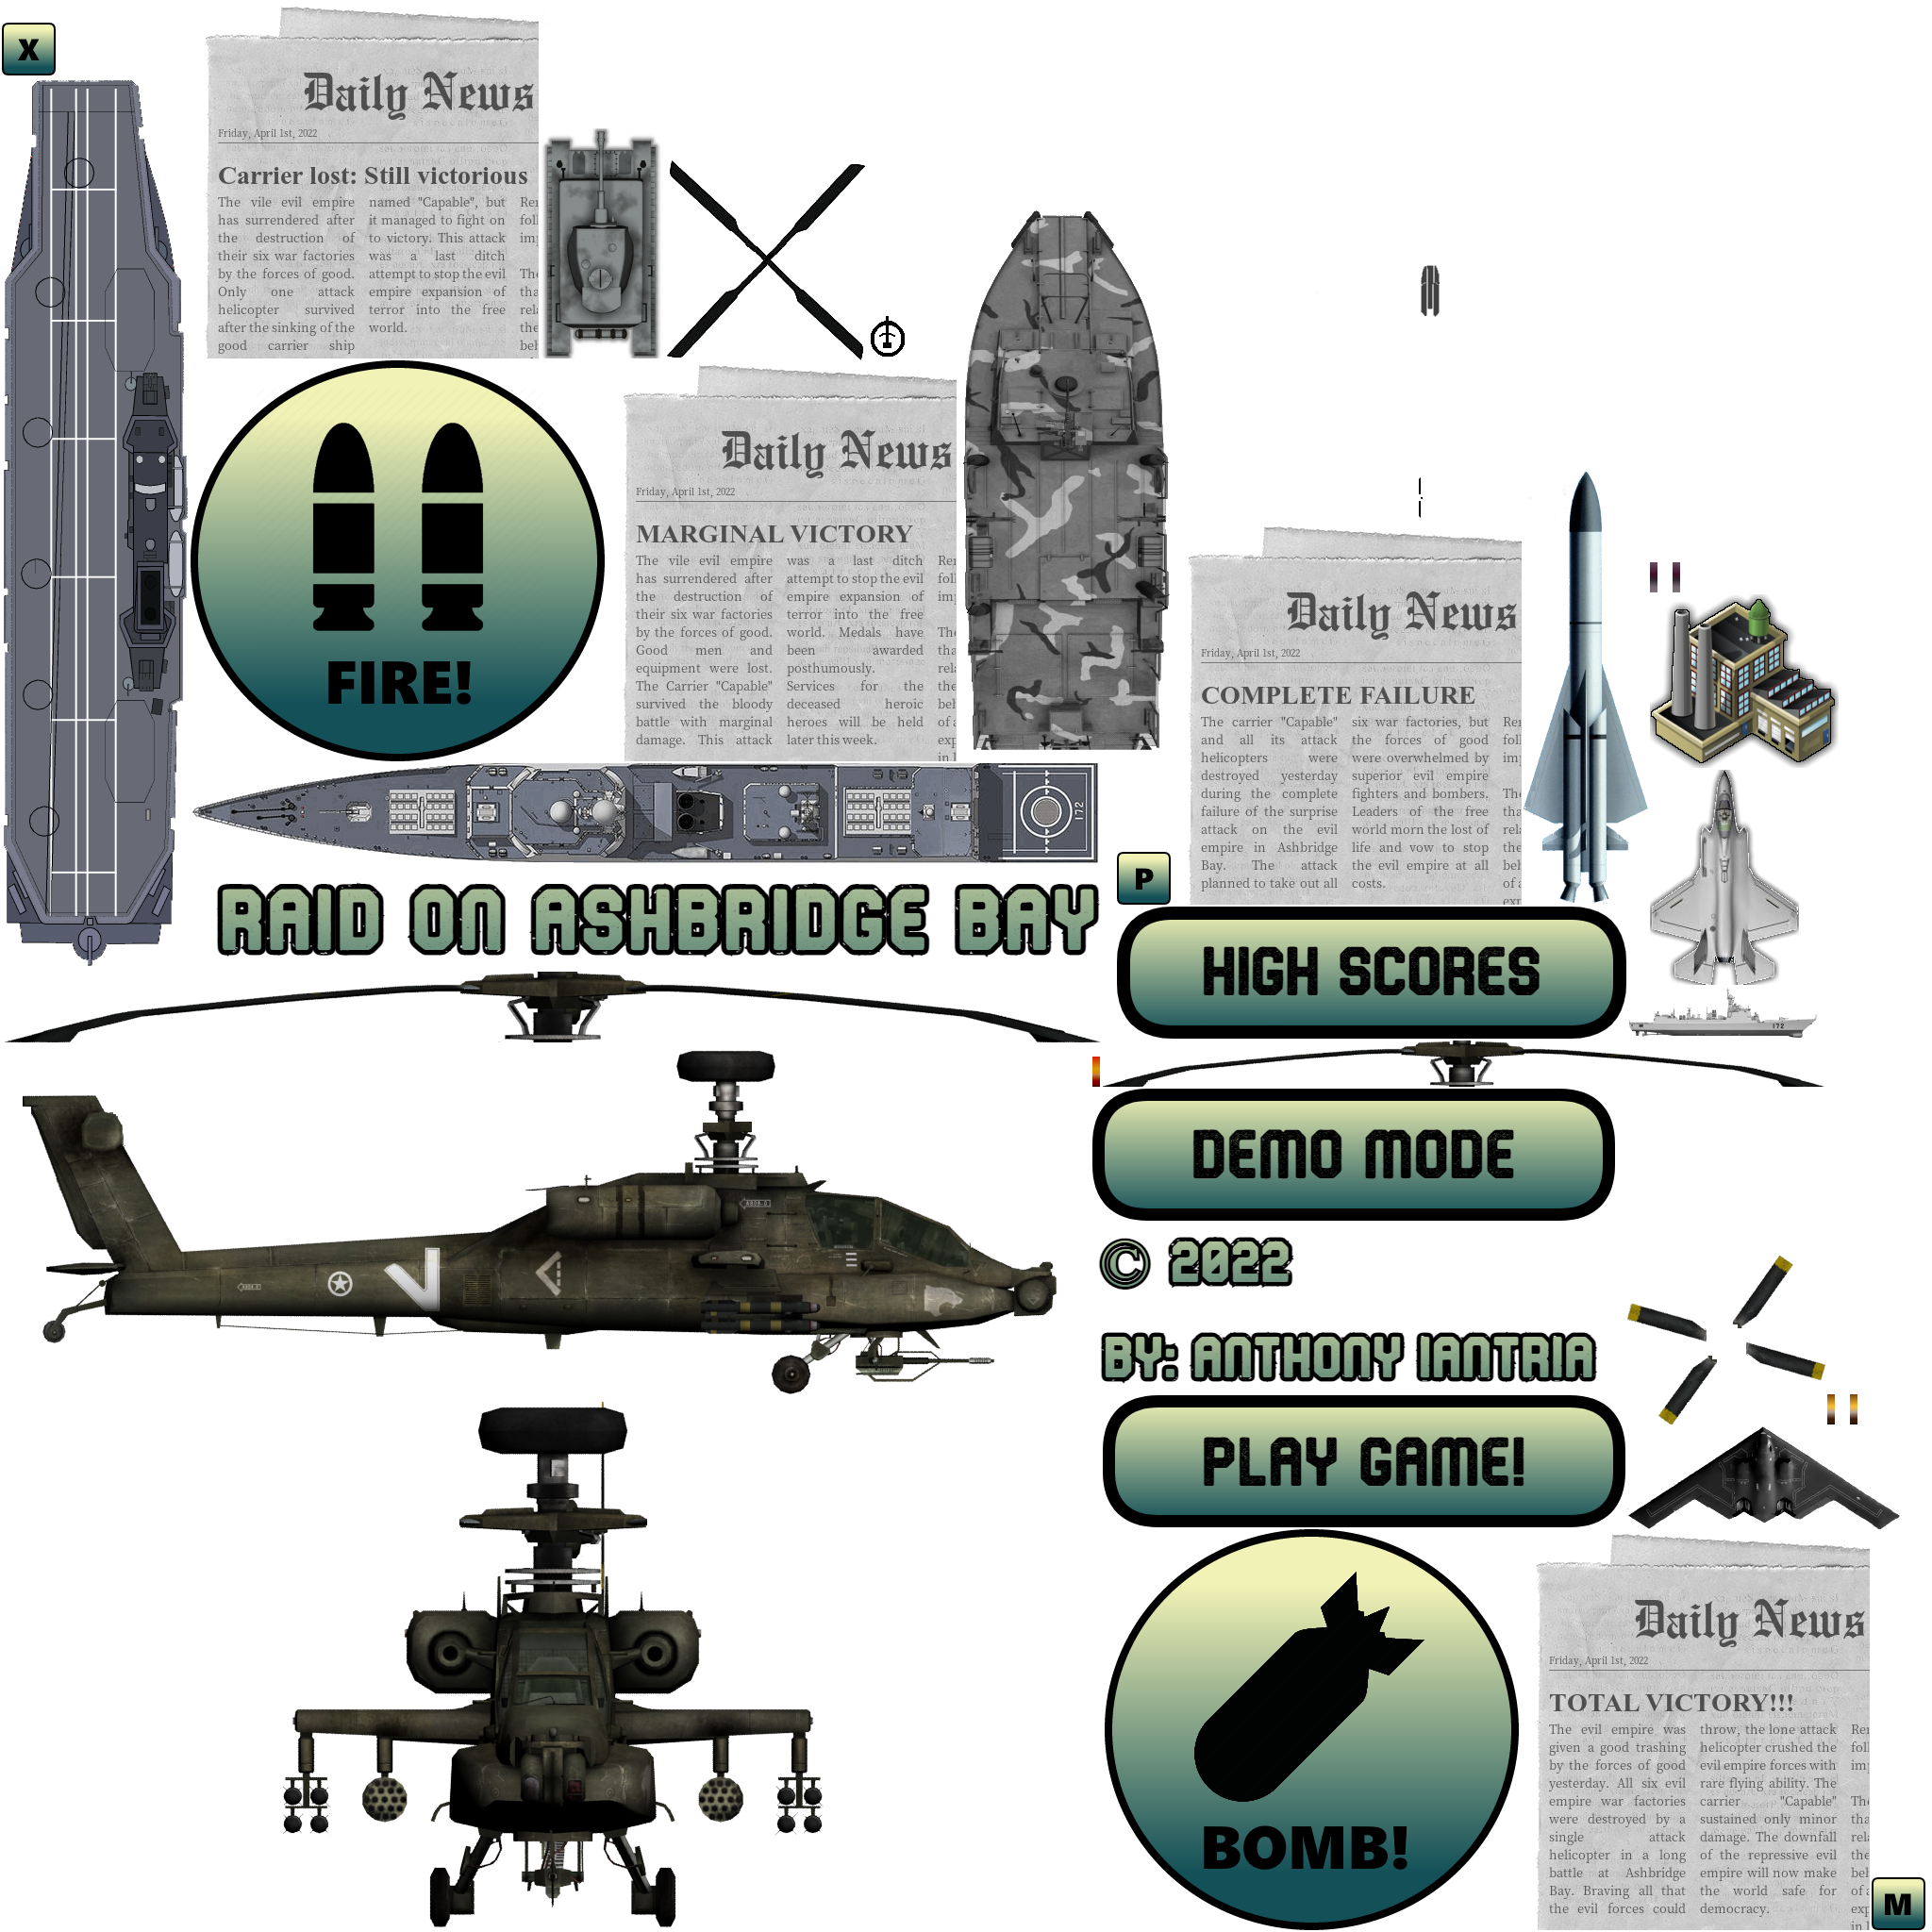 X
Daily News
Friday, April 1st, 2022
Carrier lost: Still victorious
The vile evil empire
has surrendered after
the destruction of
their six war factories
by the forces of good.
Only one attack
helicopter survived
after the sinking of the
good carrier ship
named "Capable", but
it managed to fight on
to victory. This attack
was a last ditch
attempt to stop the evil
empire expansion of
terror into the free
world.
FIRE!
Daily News
Friday, April 1st, 2022
MARGINAL VICTORY
The vile evil empire
has surrendered after
the destruction of
their six war factories
by the forces of good.
Good men and
equipment were lost.
The Carrier "Capable"
survived the bloody
battle with marginal
damage. This attack
was a last ditch
attempt to stop the evil
empire expansion of
terror into the free
world. Medals have
been awarded
posthumously.
Services for the
deceased heroic
heroes will be held
later this week.
Daily News
Friday, April 1st, 2022
COMPLETE FAILURE
The carrier "Capable"
and all its attack
helicopters were
destroyed yesterday
during the complete
failure of the surprise
attack on the evil
empire in Ashbridge
Bay. The attack
planned to take out all
six war factories, but
the forces of good
were overwhelmed by
superior evil empire
fighters and bombers.
Leaders of the free
world morn the lost of
life and vow to stop
the evil empire at all
costs.
172
P
RAID ON ASHBRIDGE BAY
HIGH SCORES
172
DEMO MODE
© 2022
BY: ANTHONY IANTRIA
PLAY GAME!
BOMB!
Daily News
Friday, April 1st, 2022
TOTAL VICTORY!!!
The evil empire was
given a good trashing
by the forces of good
yesterday. All six evil
empire war factories
were destroyed by a
single attack
helicopter in a long
battle at Ashbridge
Bay. Braving all that
the evil forces could
throw, the lone attack
helicopter crushed the
evil empire forces with
rare flying ability. The
carrier "Capable"
sustained only minor
damage. The downfall
of the repressive evil
empire will now make
the world safe for
democracy.
M